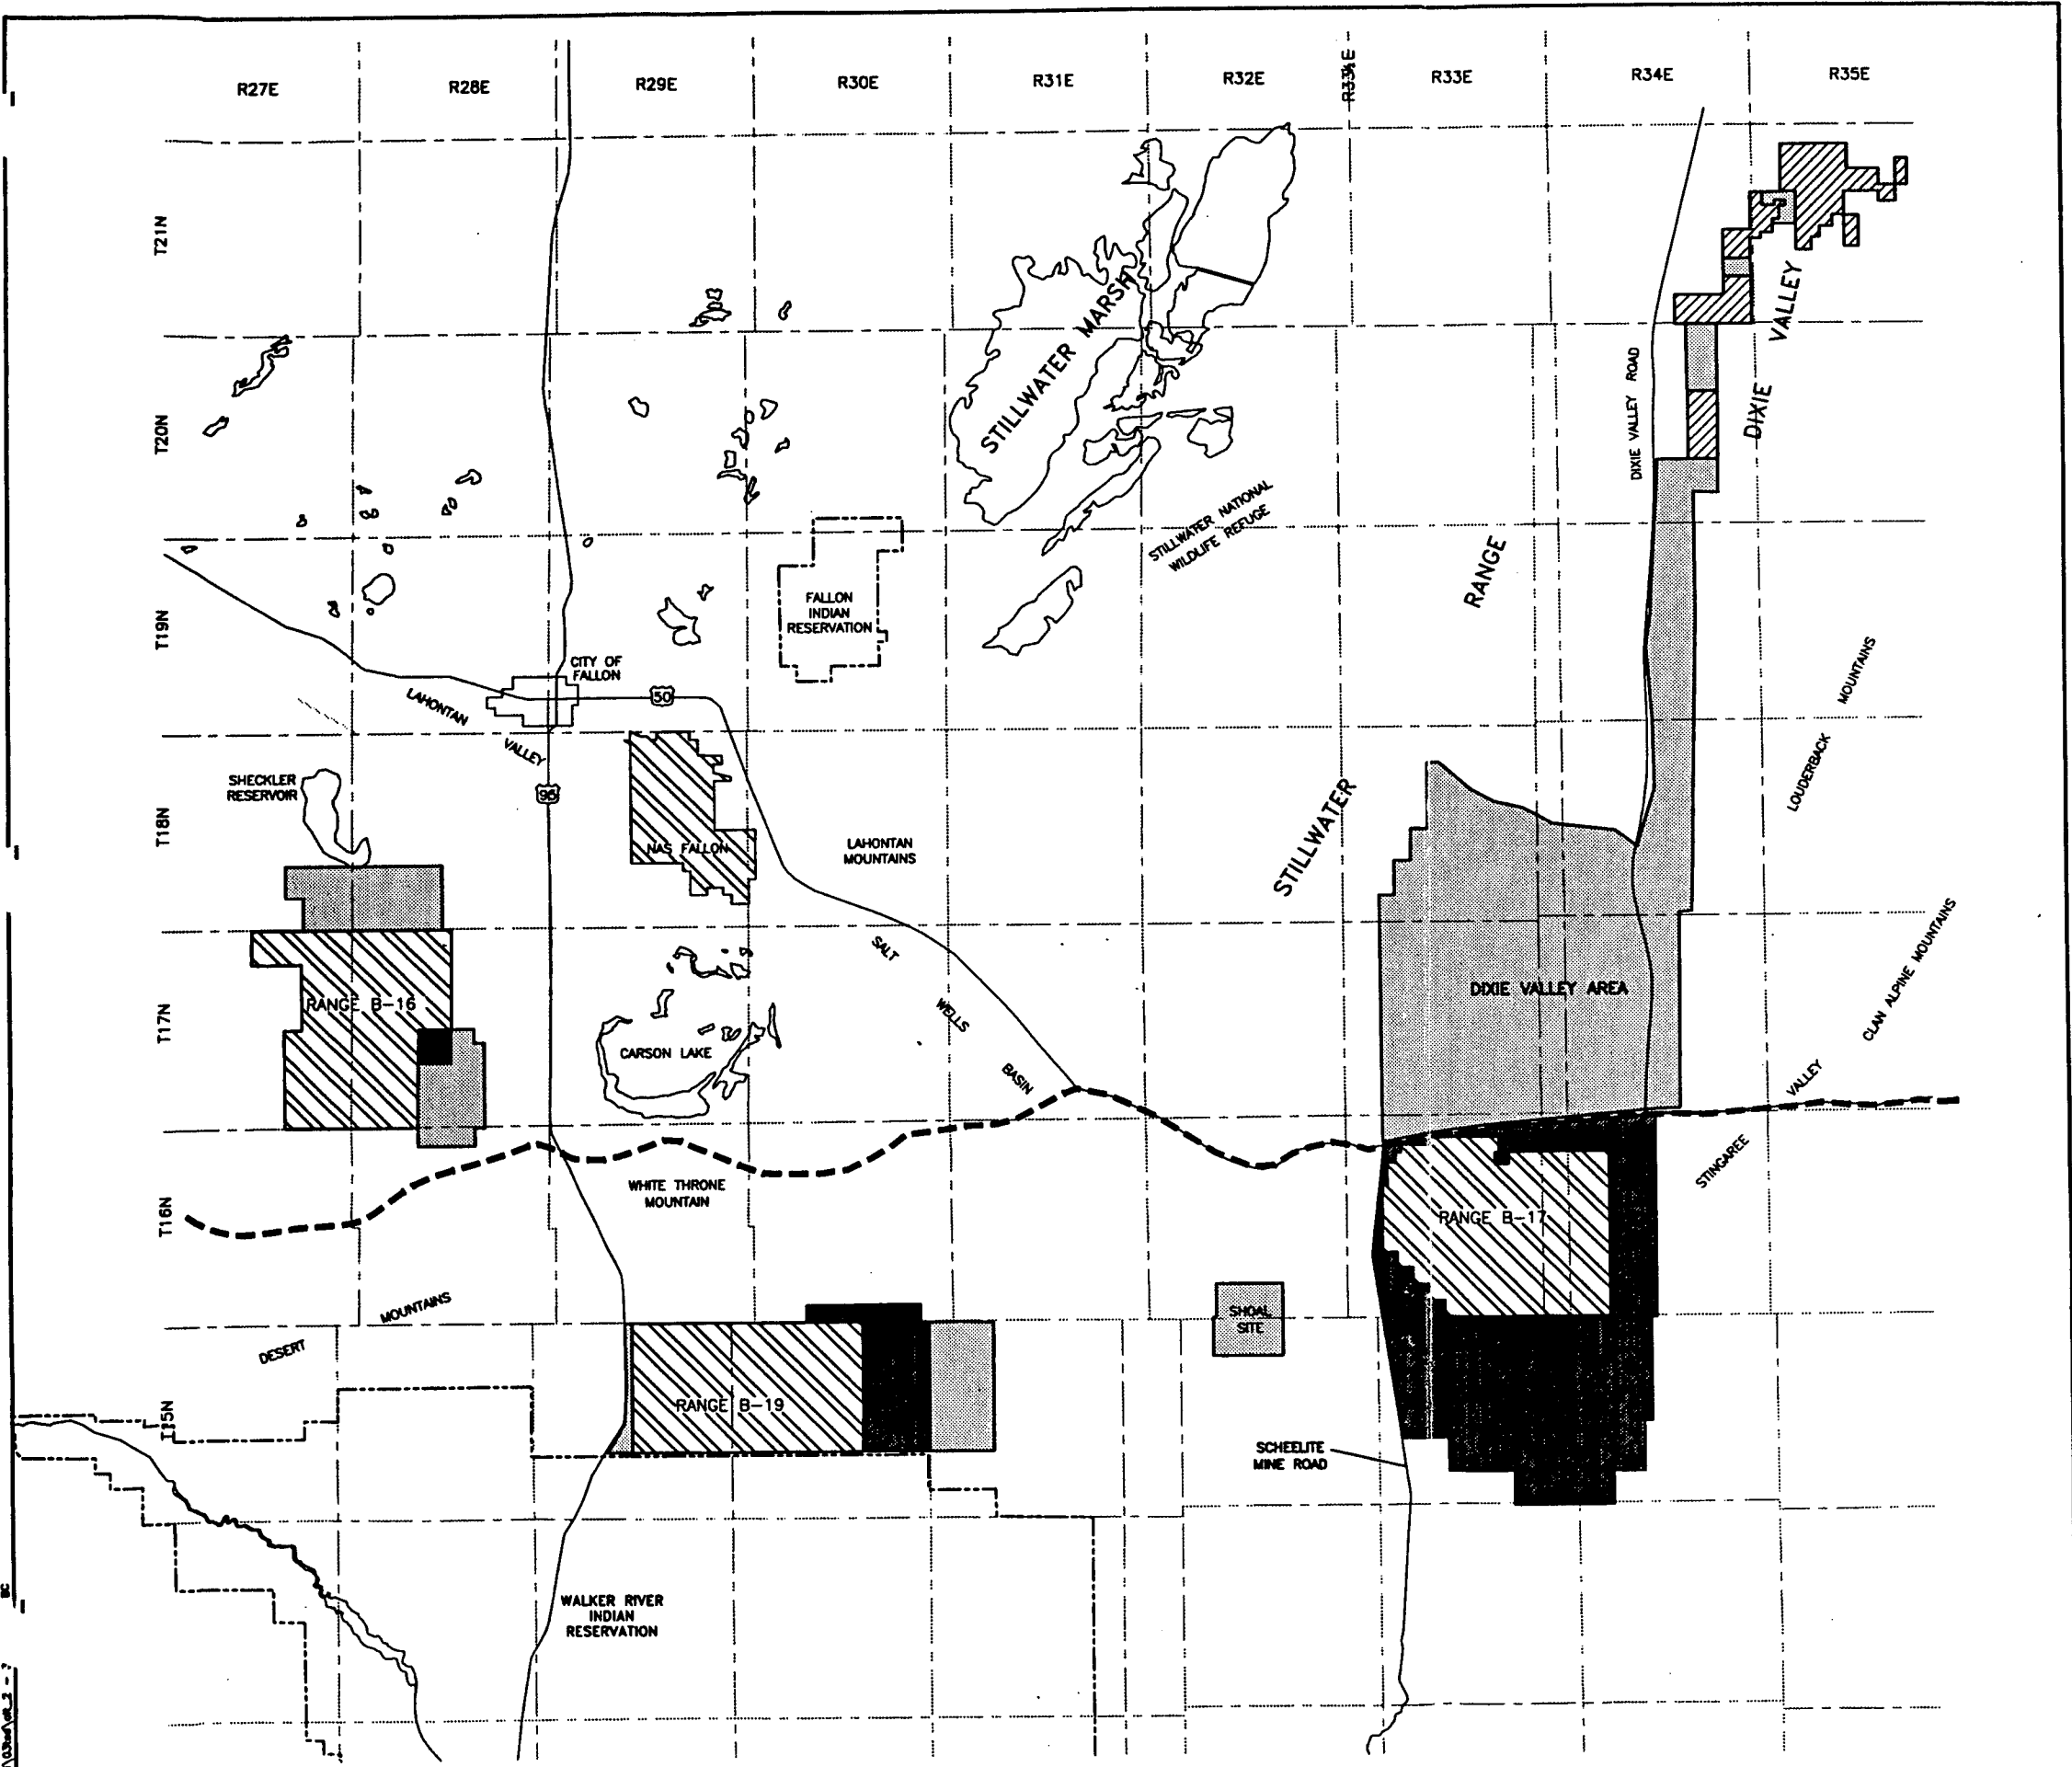 R27E
R28E
R29E
R30E
R31E
R32E
R33½E
R33E
R34E
R35E
T21N
T20N
T19N
T18N
T17N
T16N
T15N
STILLWATER MARSH
STILLWATER NATIONAL
WILDLIFE REFUGE
DIXIE VALLEY ROAD
DIXIE VALLEY
FALLON
INDIAN
RESERVATION
CITY OF
FALLON
50
LAHONTAN
VALLEY
95
SHECKLER
RESERVOIR
NAS FALLON
LAHONTAN
MOUNTAINS
STILLWATER
RANGE
LOUDERBACK MOUNTAINS
CLAN ALPINE MOUNTAINS
SALT
WELLS
BASIN
RANGE B-16
CARSON LAKE
DIXIE VALLEY AREA
STINGAREE
VALLEY
WHITE THRONE
MOUNTAIN
RANGE B-17
DESERT
MOUNTAINS
SHOAL
SITE
RANGE B-19
SCHEELITE
MINE ROAD
WALKER RIVER
INDIAN
RESERVATION
BC